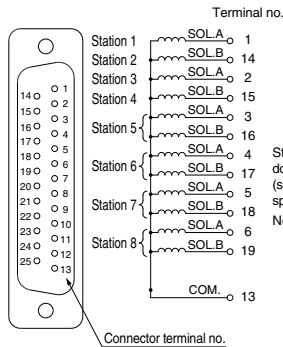 Terminal no.
Station 1 SOL.A 1
Station 2 SOL.B 14
Station 3 SOL.A 2
Station 4 SOL.B 15
Station 5 SOL.A 3
SOL.B 16
Station 6 SOL.A 4
SOL.B 17
Station 7 SOL.A 5
SOL.B 18
Station 8 SOL.A 6
SOL.B 19
COM. 13
1
14
2
15
3
16
4
17
5
18
6
19
7
20
8
21
9
22
10
23
11
24
12
25
13
Connector terminal no.